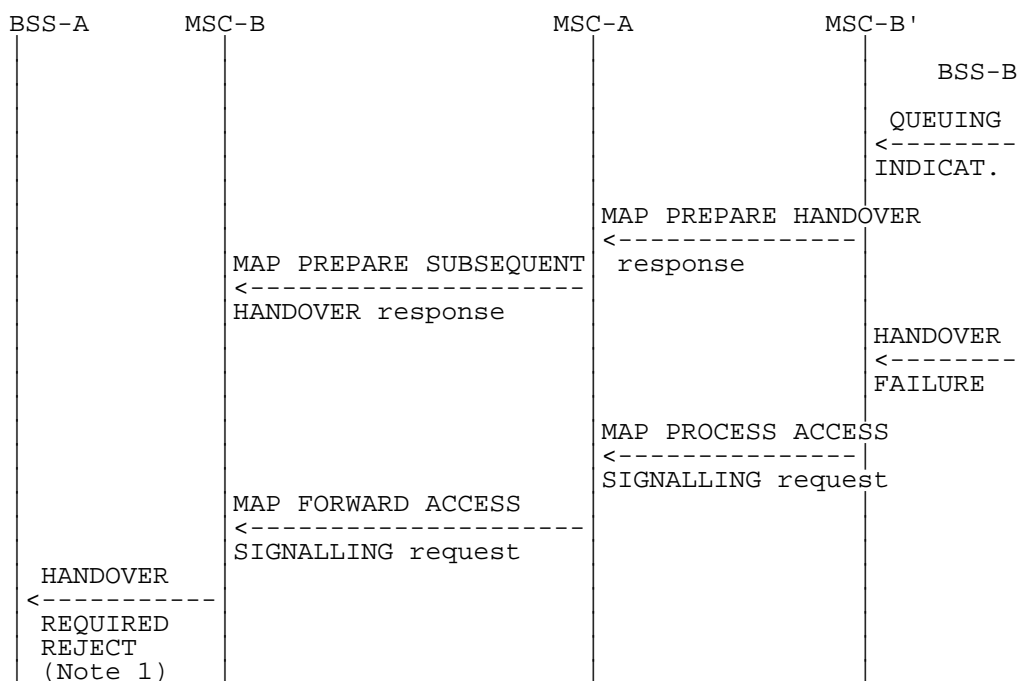 BSS-A MSC-B MSC-A MSC-B'
BSS-B
QUEUING
<--------
INDICAT.
MAP PREPARE HANDOVER
<---------------
MAP PREPARE SUBSEQUENT response
<---------------------
HANDOVER response
HANDOVER
<--------
FAILURE
MAP PROCESS ACCESS
<---------------
SIGNALLING request
MAP FORWARD ACCESS
<---------------------
SIGNALLING request
HANDOVER
<-----------
REQUIRED
REJECT
(Note 1)